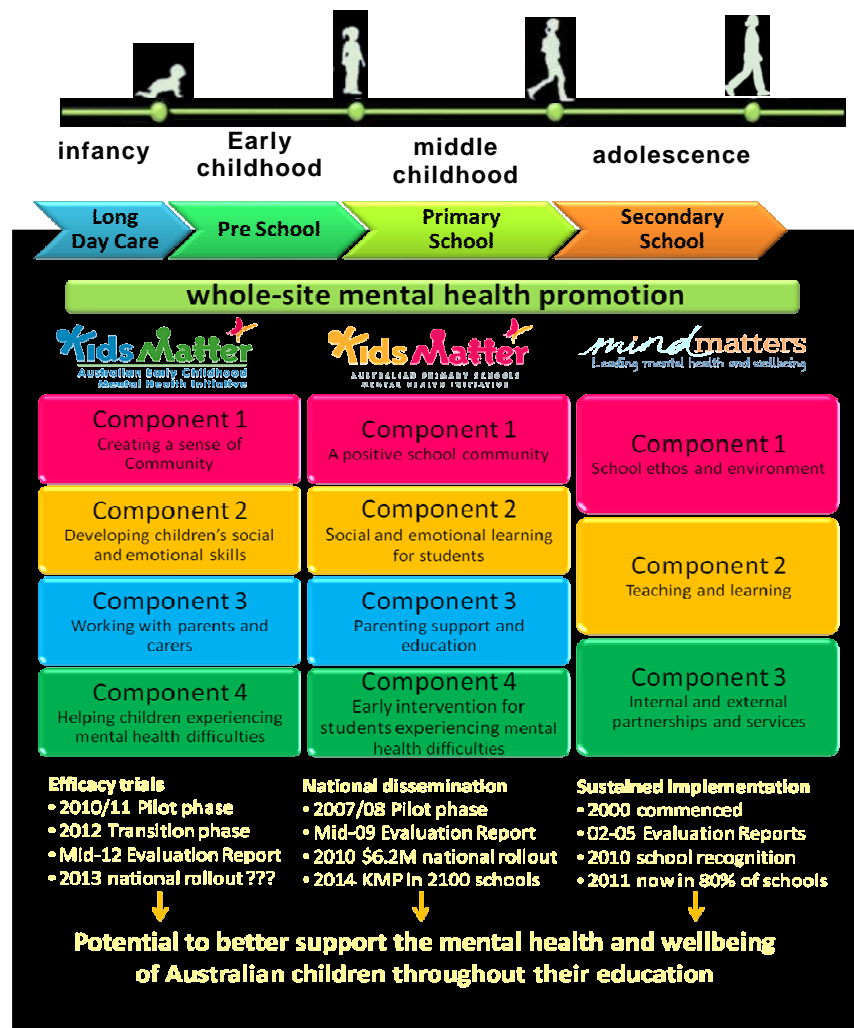 infancy
Early
childhood
middle
childhood
adolescence
Long
Day Care
Pre School
Primary
School
Secondary
School
whole-site mental health promotion
KidsMatter
Australian Early Childhood
Mental Health Initiative
KidsMatter
AUSTRALIAN PRIMARY SCHOOLS
MENTAL HEALTH INITIATIVE
mindmatters
Leading mental health and wellbeing
Component 1
Creating a sense of
Community
Component 2
Developing children's social
and emotional skills
Component 3
Working with parents and
carers
Component 4
Helping children experiencing
mental health difficulties
Component 1
A positive school community
Component 2
Social and emotional learning
for students
Component 3
Parenting support and
education
Component 4
Early intervention for
students experiencing mental
health difficulties
Component 1
School ethos and environment
Component 2
Teaching and learning
Component 3
Internal and external
partnerships and services
Efficacy trials
• 2010/11 Pilot phase
• 2012 Transition phase
• Mid-12 Evaluation Report
• 2013 national rollout ???
National dissemination
• 2007/08 Pilot phase
• Mid-09 Evaluation Report
• 2010 $6.2M national rollout
• 2014 KMP in 2100 schools
Sustained implementation
• 2000 commenced
• 02-05 Evaluation Reports
• 2010 school recognition
• 2011 now in 80% of schools
Potential to better support the mental health and wellbeing
of Australian children throughout their education